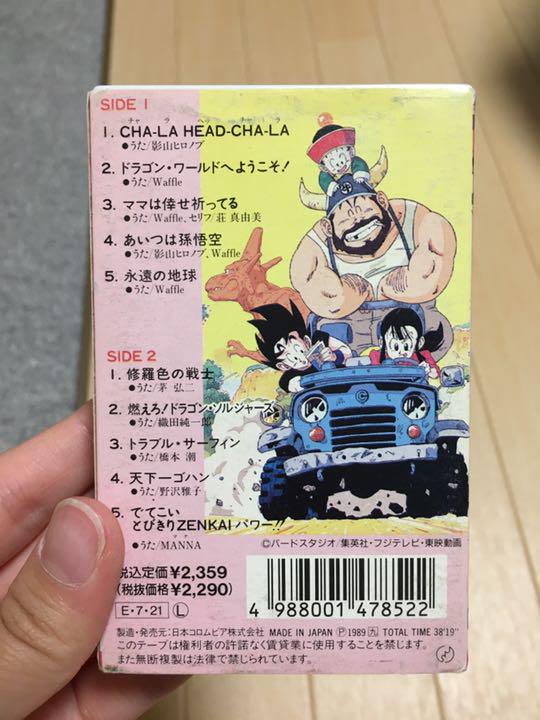 SIDE 1
チャ ラ ヘッ チャ ラ
1. CHA-LA HEAD-CHA-LA
●うた/影山ヒロノブ
2. ドラゴン・ワールドへようこそ!
●うた/Waffle
3. ママは倖せ祈ってる
●うた/Waffle、セリフ/荘 真由美
4. あいつは孫悟空
●うた/影山ヒロノブ、Waffle
5. 永遠の地球
●うた/Waffle
SIDE 2
1. 修羅色の戦士
●うた/茅 弘二
2. 燃えろ!ドラゴン・ソルジャーズ
●うた/織田純一郎
3. トラブル・サーフィン
●うた/橋本 潮
4. 天下一ゴハン
●うた/野沢雅子
5. でてこい
とびきりZENKAIパワー!!
マナ
●うた/MANNA
©バードスタジオ/集英社・フジテレビ・東映動画
税込定価¥2,359
(税抜価格¥2,290)
E・7・21 L
4 988001 478522
製造・発売元:日本コロムビア株式会社 MADE IN JAPAN Ⓟ1989 九 TOTAL TIME 38'19"
このテープは権利者の許諾なく賃貸業に使用することを禁じます。
また無断複製は法律で禁じられています。